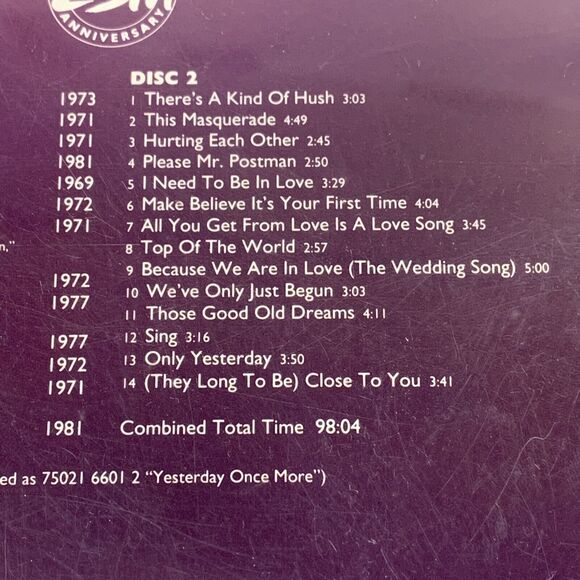 ANNIVERSARY
DISC 2
1973 1 There's A Kind Of Hush 3:03
1971 2 This Masquerade 4:49
1971 3 Hurting Each Other 2:45
1981 4 Please Mr. Postman 2:50
1969 5 I Need To Be In Love 3:29
1972 6 Make Believe It's Your First Time 4:04
1971 7 All You Get From Love Is A Love Song 3:45
n," 8 Top Of The World 2:57
1972 9 Because We Are In Love (The Wedding Song) 5:00
1977 10 We've Only Just Begun 3:03
11 Those Good Old Dreams 4:11
1977 12 Sing 3:16
1972 13 Only Yesterday 3:50
1971 14 (They Long To Be) Close To You 3:41
1981 Combined Total Time 98:04
ed as 75021 6601 2 "Yesterday Once More")